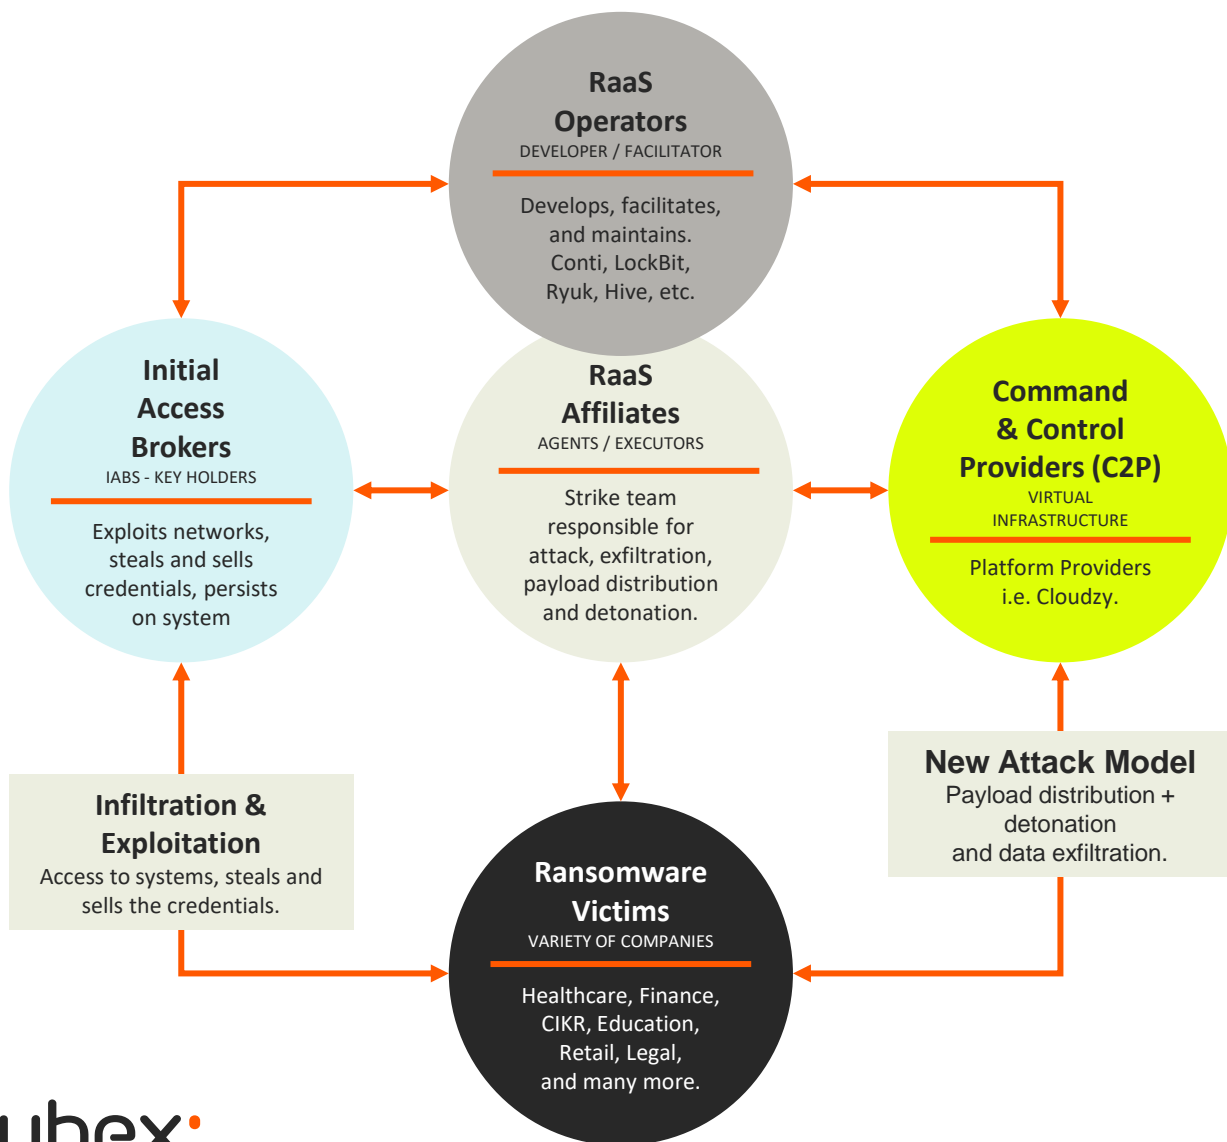 RaaS
Operators
DEVELOPER / FACILITATOR
Develops, facilitates,
and maintains.
Conti, LockBit,
Ryuk, Hive, etc.
Initial
Access
Brokers
IABS - KEY HOLDERS
Exploits networks,
steals and sells
credentials, persists
on system
RaaS
Affiliates
AGENTS / EXECUTORS
Strike team
responsible for
attack, exfiltration,
payload distribution
and detonation.
Command
& Control
Providers (C2P)
VIRTUAL
INFRASTRUCTURE
Platform Providers
i.e. Cloudzy.
Infiltration &
Exploitation
Access to systems, steals and
sells the credentials.
New Attack Model
Payload distribution +
detonation
and data exfiltration.
Ransomware
Victims
VARIETY OF COMPANIES
Healthcare, Finance,
CIKR, Education,
Retail, Legal,
and many more.